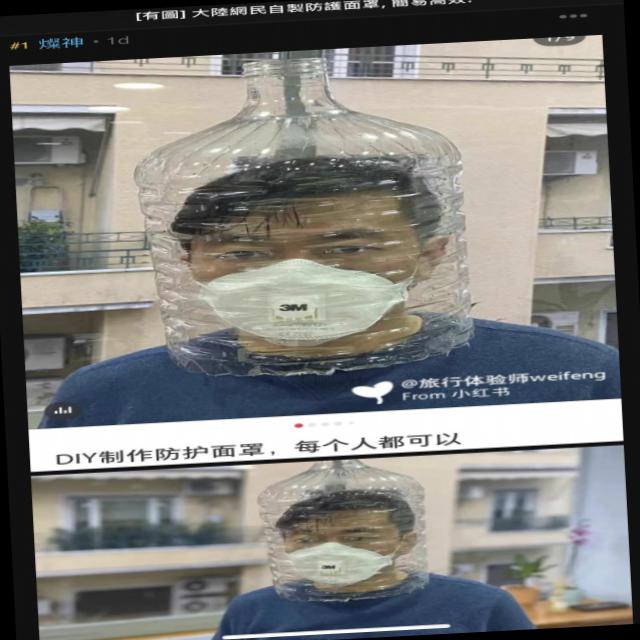 [有圖] 大陸網民自製防護面罩, 簡易高效.
#1 燦神 • 1d
3M
@旅行体验师weifeng
From 小红书
DIY制作防护面罩，每个人都可以
3M